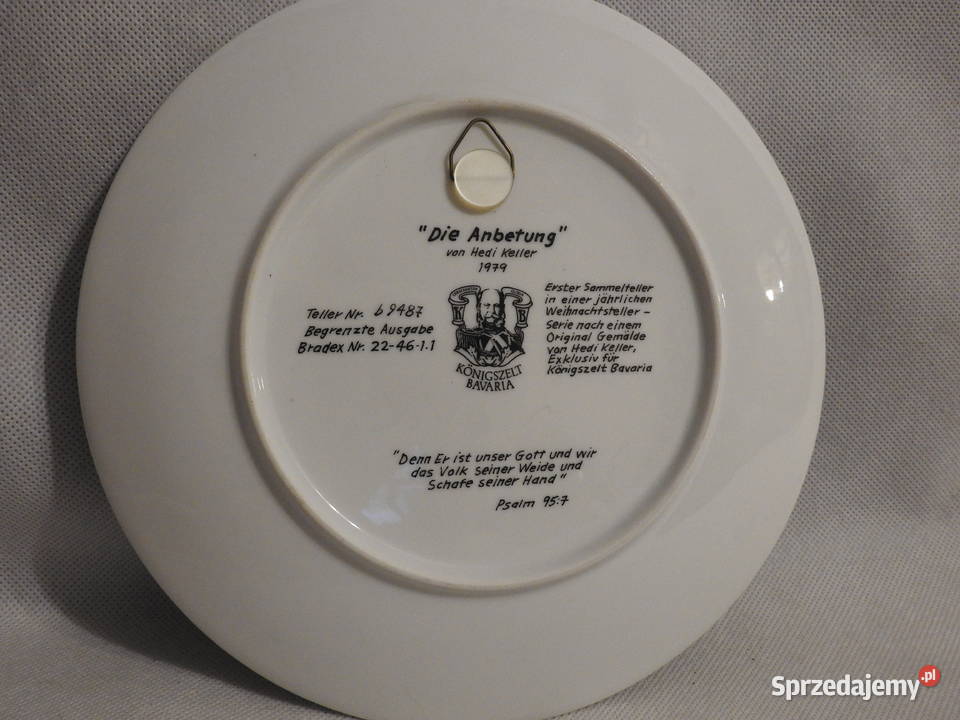 "Die Anbetung"
von Hedi Keller
1979
Teller Nr. b9487
Begrenzte Ausgabe
Bradex Nr. 22-46-1.1
K B
KÖNIGSZELT
BAVARIA
Erster Sammelteller
in einer jährlichen
Weihnachtsteller-
Serie nach einem
Original Gemälde
von Hedi Keller,
Exklusiv für
Königszelt Bavaria
"Denn Er ist unser Gott und wir
das Volk seiner Weide und
Schafe seiner Hand"
Psalm 95:7
Sprzedajemy.pl